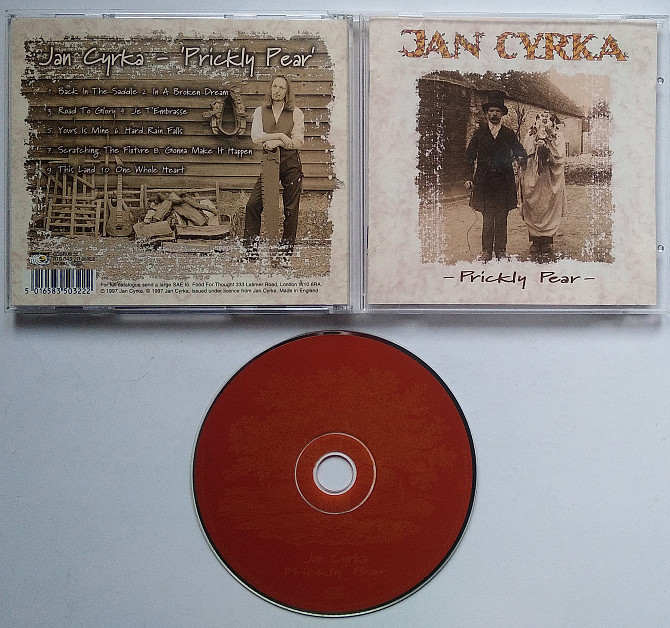 Jan Cyrka - 'Prickly Pear'
1. Back In The Saddle 2. In A Broken Dream
3. Road To Glory 4. Je T'Embrasse
5. Yours Is Mine 6. Hard Rain Falls
7. Scratching The Fixture 8. Gonna Make It Happen
9. This Land 10. One Whole Heart
5 016583 503222
For full catalogue send a large SAE to: Food For Thought 333 Latimer Road, London W10 6RA.
℗ 1997 Jan Cyrka, © 1997 Jan Cyrka, issued under licence from Jan Cyrka, Made in England
JAN CYRKA
- Prickly Pear -
Jan Cyrka
Prickly Pear